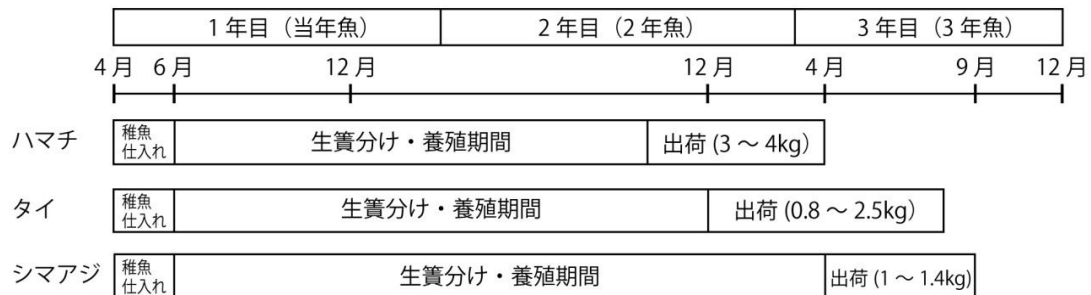 1年目（当年魚） 2年目（2年魚） 3年目（3年魚）
4月 6月 12月 12月 4月 9月 12月
ハマチ 稚魚仕入れ 生簀分け・養殖期間 出荷 (3 ～ 4kg)
タイ 稚魚仕入れ 生簀分け・養殖期間 出荷 (0.8 ～ 2.5kg)
シマアジ 稚魚仕入れ 生簀分け・養殖期間 出荷 (1 ～ 1.4kg)